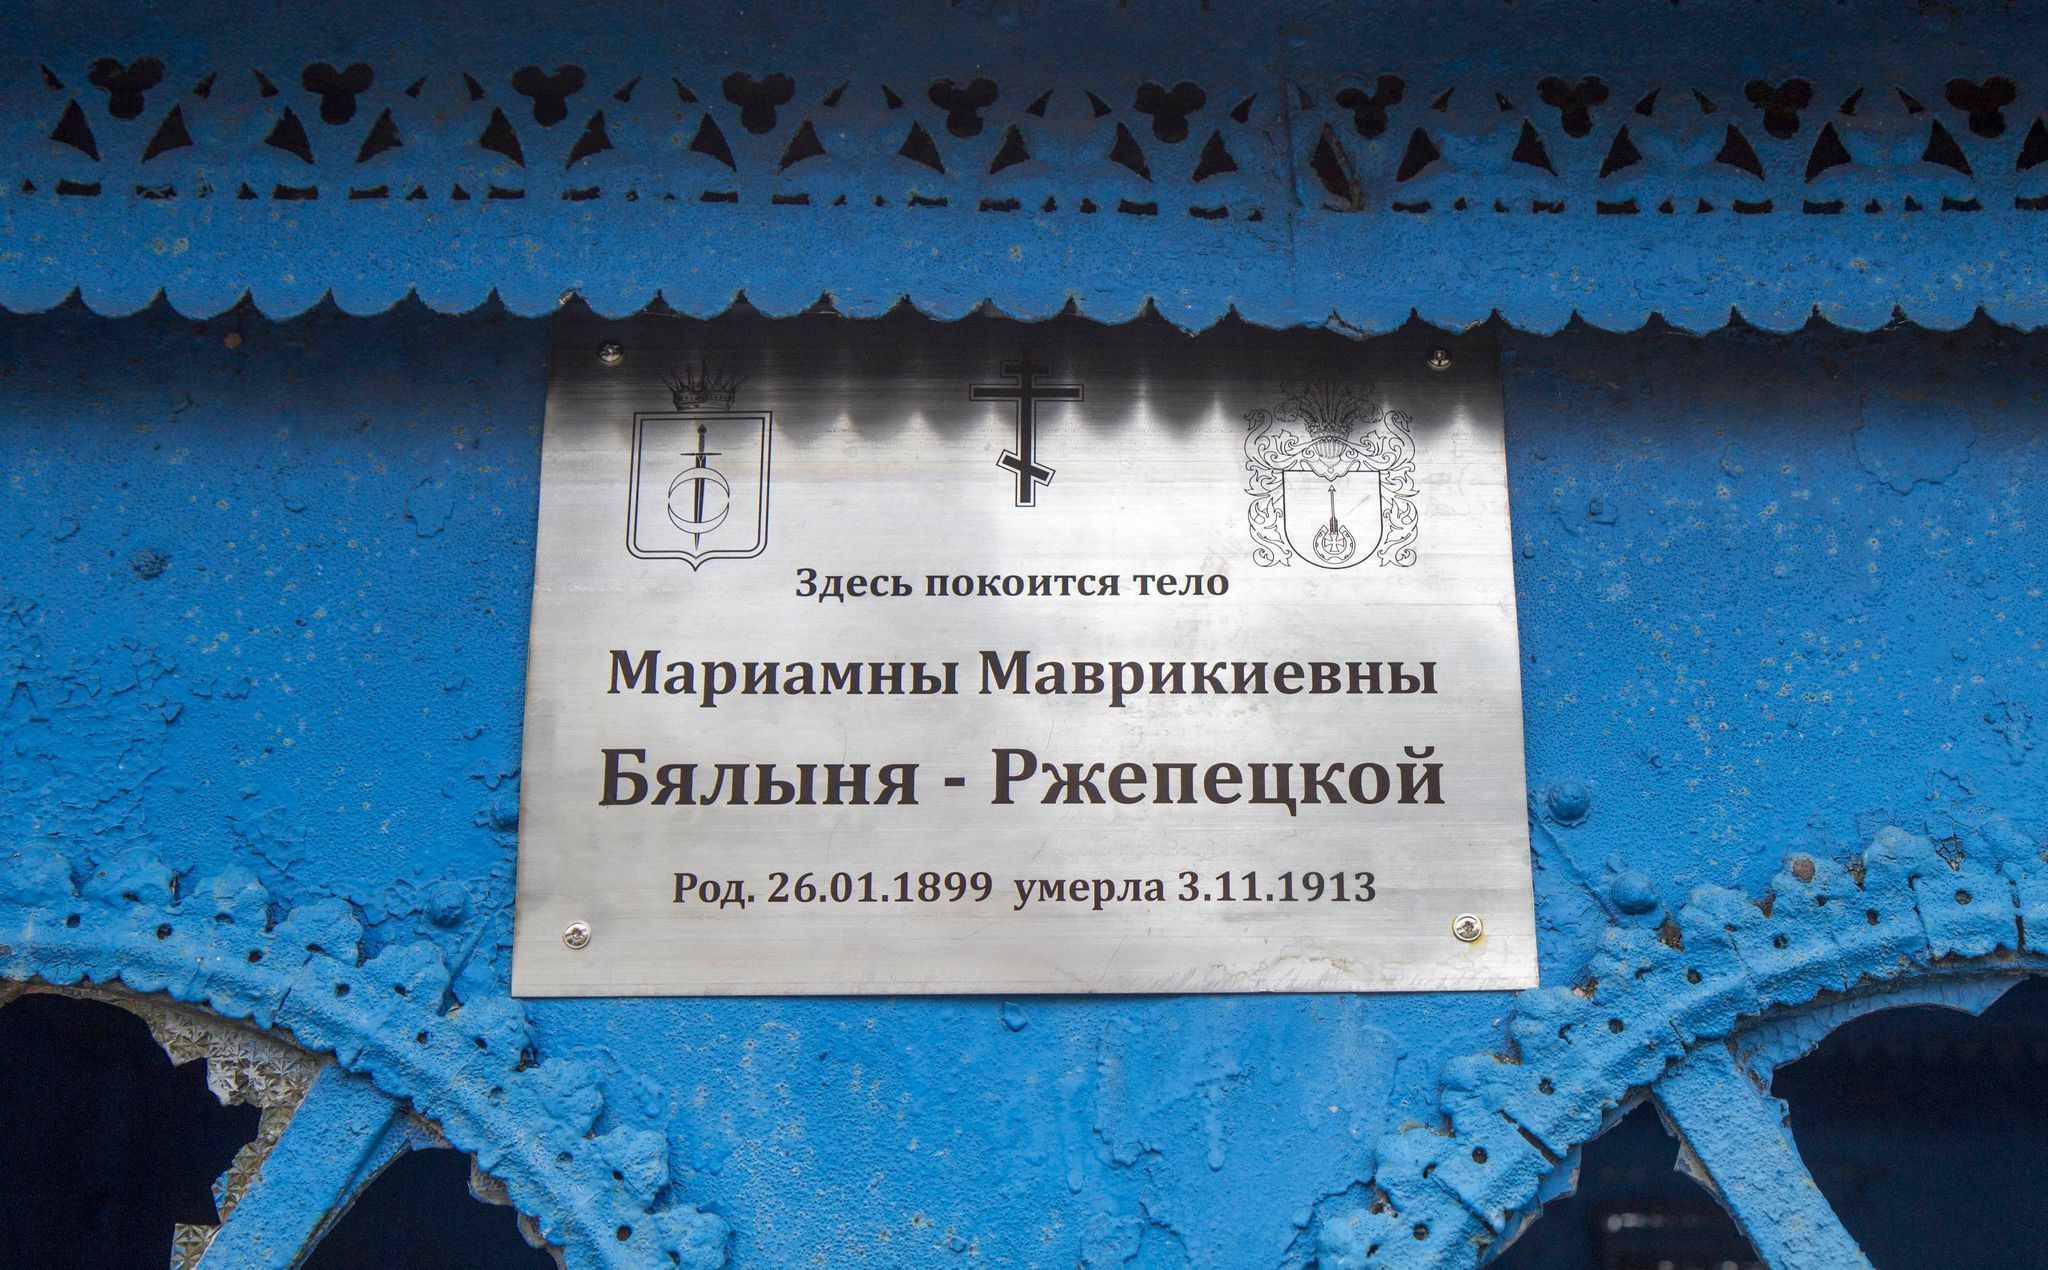 Здесь покоится тело
Мариамны Маврикиевны
Бялыня - Ржепецкой
Род. 26.01.1899 умерла 3.11.1913